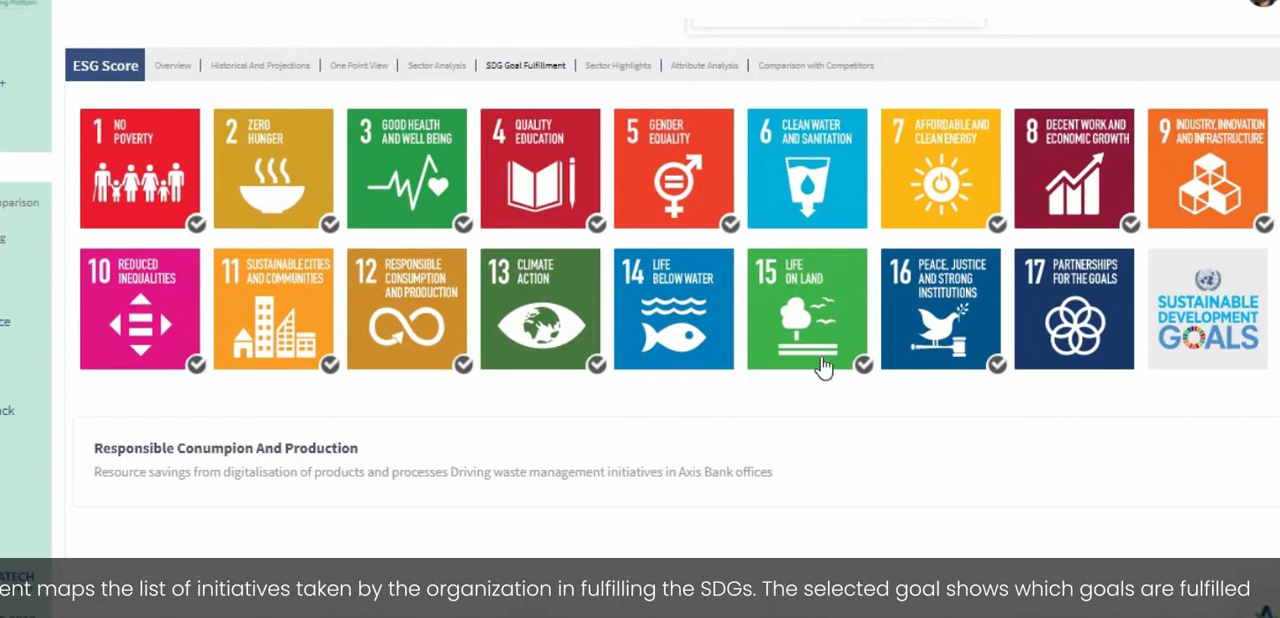 ing Platform
ESG Score Overview | Historical And Projections | One Point View | Sector Analysis | SDG Goal Fulfillment | Sector Highlights | Attribute Analysis | Comparison with Competitors
+
1 NO
POVERTY
2 ZERO
HUNGER
3 GOOD HEALTH
AND WELL BEING
4 QUALITY
EDUCATION
5 GENDER
EQUALITY
6 CLEAN WATER
AND SANITATION
7 AFFORDABLE AND
CLEAN ENERGY
8 DECENT WORK AND
ECONOMIC GROWTH
9 INDUSTRY, INNOVATION
AND INFRASTRUCTURE
parison
g
10 REDUCED
INEQUALITIES
11 SUSTAINABLE CITIES
AND COMMUNITIES
12 RESPONSIBLE
CONSUMPTION
AND PRODUCTION
13 CLIMATE
ACTION
14 LIFE
BELOW WATER
15 LIFE
ON LAND
16 PEACE, JUSTICE
AND STRONG
INSTITUTIONS
17 PARTNERSHIPS
FOR THE GOALS
SUSTAINABLE
DEVELOPMENT
GOALS
ce
ack
Responsible Conumpion And Production
Resource savings from digitalisation of products and processes Driving waste management initiatives in Axis Bank offices
ATECH
ent maps the list of initiatives taken by the organization in fulfilling the SDGs. The selected goal shows which goals are fulfilled